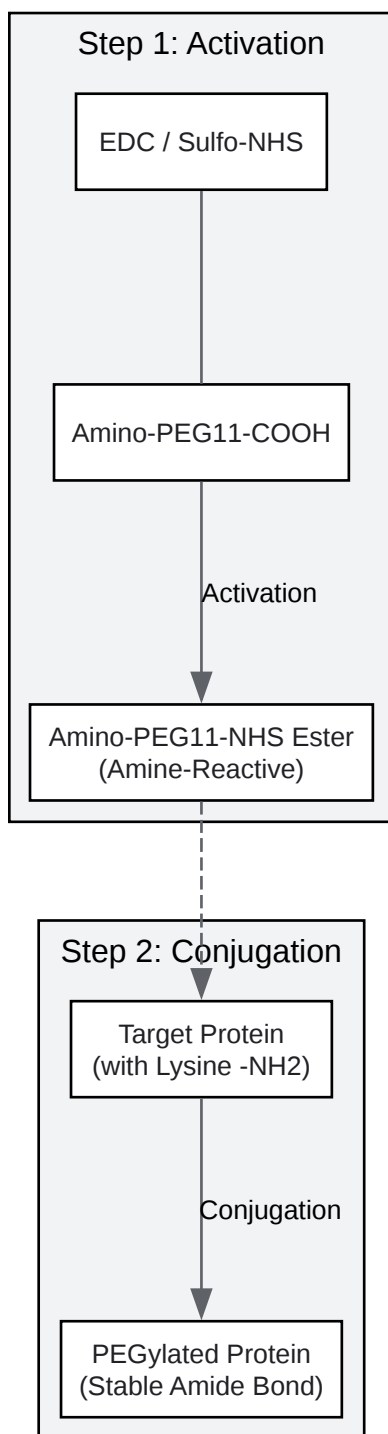 Step 1: Activation
EDC / Sulfo-NHS
Amino-PEG11-COOH
Activation
Amino-PEG11-NHS Ester
(Amine-Reactive)
Step 2: Conjugation
Target Protein
(with Lysine -NH2)
Conjugation
PEGylated Protein
(Stable Amide Bond)